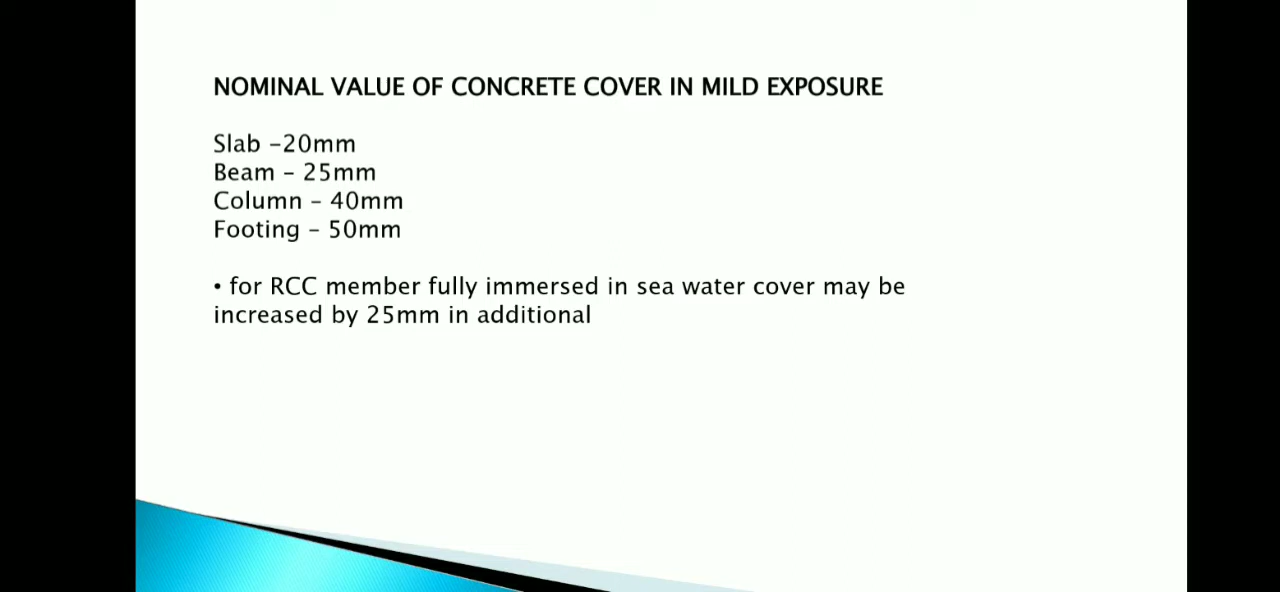 NOMINAL VALUE OF CONCRETE COVER IN MILD EXPOSURE
Slab –20mm
Beam – 25mm
Column – 40mm
Footing – 50mm
• for RCC member fully immersed in sea water cover may be
increased by 25mm in additional